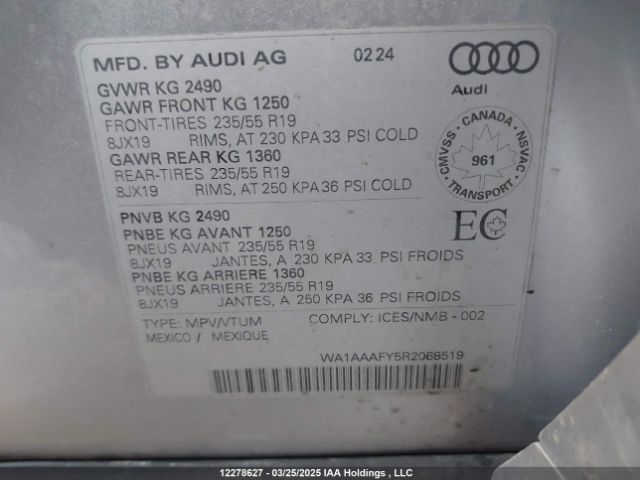 MFD. BY AUDI AG 02 24
Audi
GVWR KG 2490
GAWR FRONT KG 1250
FRONT-TIRES 235/55 R19
8JX19 RIMS, AT 230 KPA 33 PSI COLD
GAWR REAR KG 1360
REAR-TIRES 235/55 R19
8JX19 RIMS, AT 250 KPA 36 PSI COLD
CMVSS - CANADA - NSVAC
961
TRANSPORT
PNVB KG 2490
PNBE KG AVANT 1250
PNEUS AVANT 235/55 R19
8JX19 JANTES, A 230 KPA 33 PSI FROIDS
PNBE KG ARRIERE 1360
PNEUS ARRIERE 235/55 R19
8JX19 JANTES, A 250 KPA 36 PSI FROIDS
EC
TYPE: MPV/VTUM COMPLY: ICES/NMB - 002
MEXICO / MEXIQUE
WA1AAAFY5R2068519
12278627 - 03/25/2025 IAA Holdings , LLC